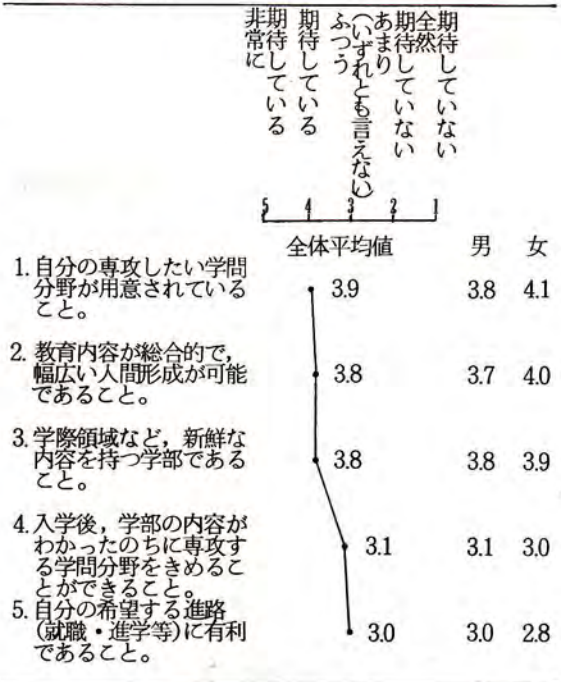 非常に
期待している
期待している
ふつう
(いずれとも言えない)
あまり
期待していない
全然
期待していない
5 4 3 2 1
全体平均値 男 女
1. 自分の専攻したい学問
分野が用意されている
こと。
3.9 3.8 4.1
2. 教育内容が総合的で,
幅広い人間形成が可能
であること。
3.8 3.7 4.0
3. 学際領域など,新鮮な
内容を持つ学部である
こと。
3.8 3.8 3.9
4. 入学後,学部の内容が
わかったのちに専攻す
る学問分野をきめるこ
とができること。
3.1 3.1 3.0
5. 自分の希望する進路
(就職・進学等)に有利
であること。
3.0 3.0 2.8